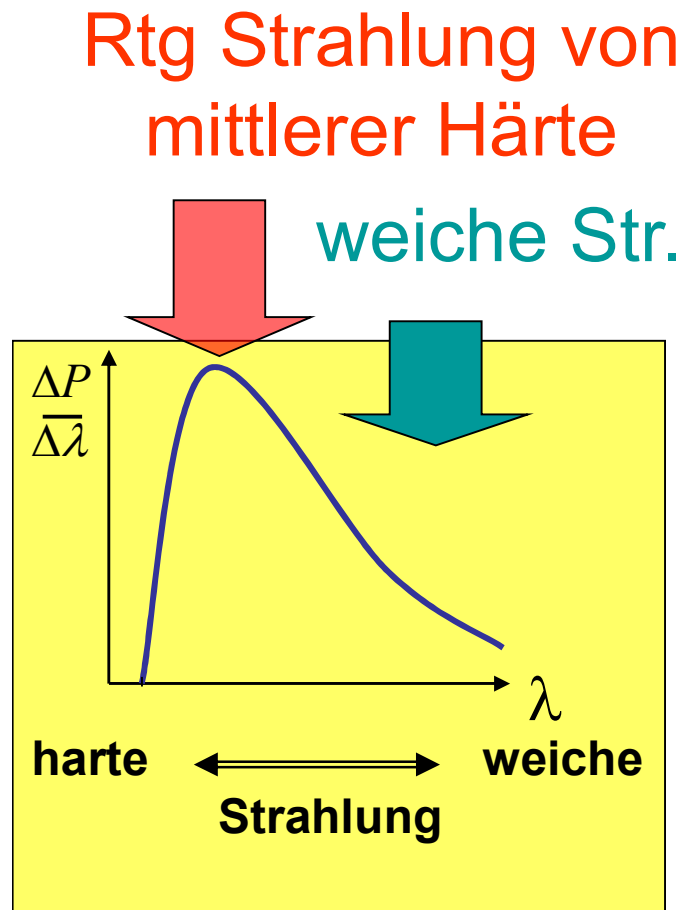 Rtg Strahlung von
mittlerer Härte
weiche Str.
ΔP
Δλ
λ
harte weiche
Strahlung